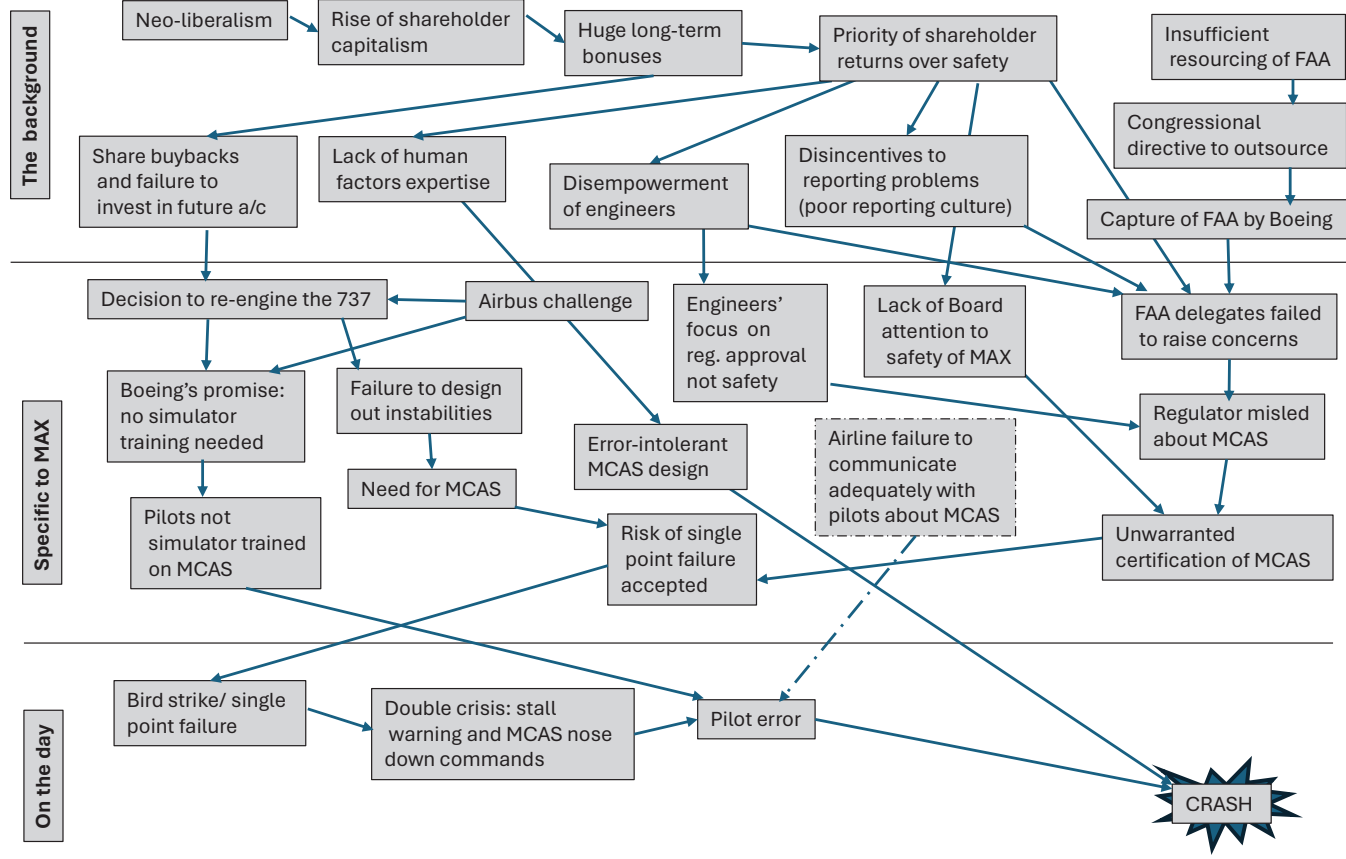 The background
Neo-liberalism
Rise of shareholder
capitalism
Huge long-term
bonuses
Priority of shareholder
returns over safety
Insufficient
resourcing of FAA
Congressional
directive to outsource
Share buybacks
and failure to
invest in future a/c
Lack of human
factors expertise
Disempowerment
of engineers
Disincentives to
reporting problems
(poor reporting culture)
Capture of FAA by Boeing
Specific to MAX
Decision to re-engine the 737
Airbus challenge
Engineers’
focus on
reg. approval
not safety
Lack of Board
attention to
safety of MAX
FAA delegates failed
to raise concerns
Boeing’s promise:
no simulator
training needed
Failure to design
out instabilities
Error-intolerant
MCAS design
Airline failure to
communicate
adequately with
pilots about MCAS
Regulator misled
about MCAS
Need for MCAS
Pilots not
simulator trained
on MCAS
Risk of single
point failure
accepted
Unwarranted
certification of MCAS
On the day
Bird strike/ single
point failure
Double crisis: stall
warning and MCAS nose
down commands
Pilot error
CRASH